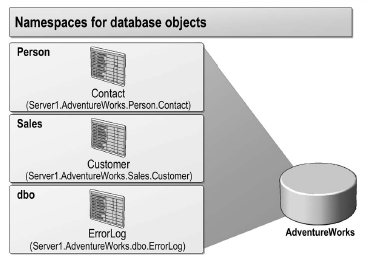 Namespaces for database objects
Person
Contact
(Server1.AdventureWorks.Person.Contact)
Sales
Customer
(Server1.AdventureWorks.Sales.Customer)
dbo
ErrorLog
(Server1.AdventureWorks.dbo.ErrorLog)
AdventureWorks